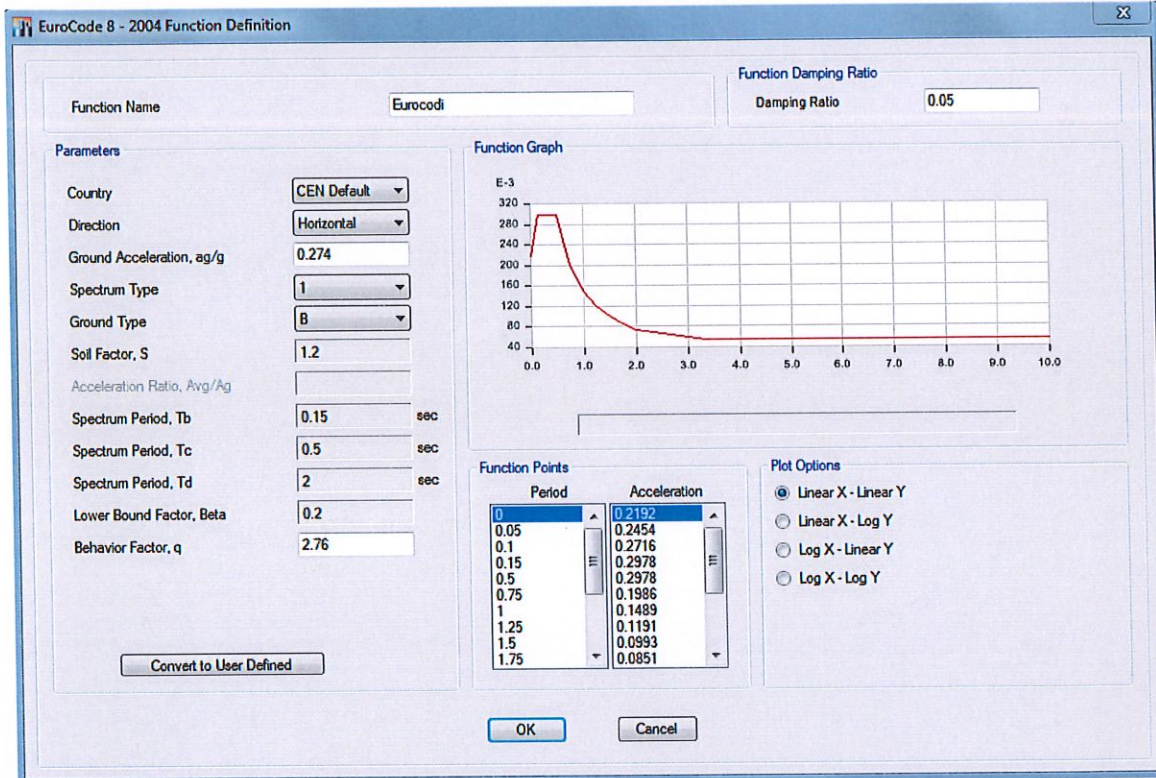 EuroCode 8 - 2004 Function Definition
X
Function Name Eurocodi
Function Damping Ratio
Damping Ratio 0.05
Parameters
Country CEN Default
Direction Horizontal
Ground Acceleration, ag/g 0.274
Spectrum Type 1
Ground Type B
Soil Factor, S 1.2
Acceleration Ratio, Avg/Ag
Spectrum Period, Tb 0.15 sec
Spectrum Period, Tc 0.5 sec
Spectrum Period, Td 2 sec
Lower Bound Factor, Beta 0.2
Behavior Factor, q 2.76
Convert to User Defined
Function Graph
E-3
320
280
240
200
160
120
80
40
0.0 1.0 2.0 3.0 4.0 5.0 6.0 7.0 8.0 9.0 10.0
Function Points
Period Acceleration
0 0.2192
0.05 0.2454
0.1 0.2716
0.15 0.2978
0.5 0.2978
0.75 0.1986
1 0.1489
1.25 0.1191
1.5 0.0993
1.75 0.0851
Plot Options
Linear X - Linear Y
Linear X - Log Y
Log X - Linear Y
Log X - Log Y
OK Cancel